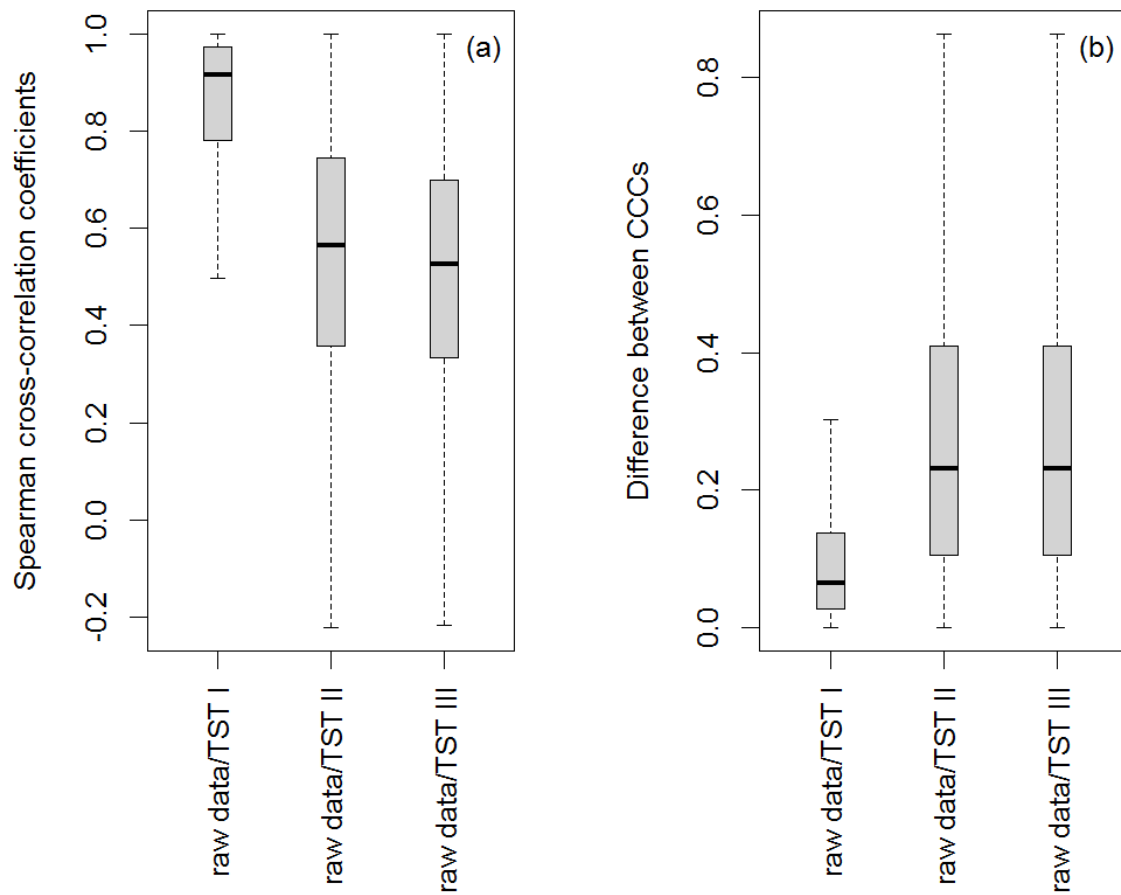 (a)
Spearman cross-correlation coefficients
1.0
0.8
0.6
0.4
0.2
0.0
-0.2
raw data/TST I
raw data/TST II
raw data/TST III
(b)
Difference between CCCs
0.8
0.6
0.4
0.2
0.0
raw data/TST I
raw data/TST II
raw data/TST III